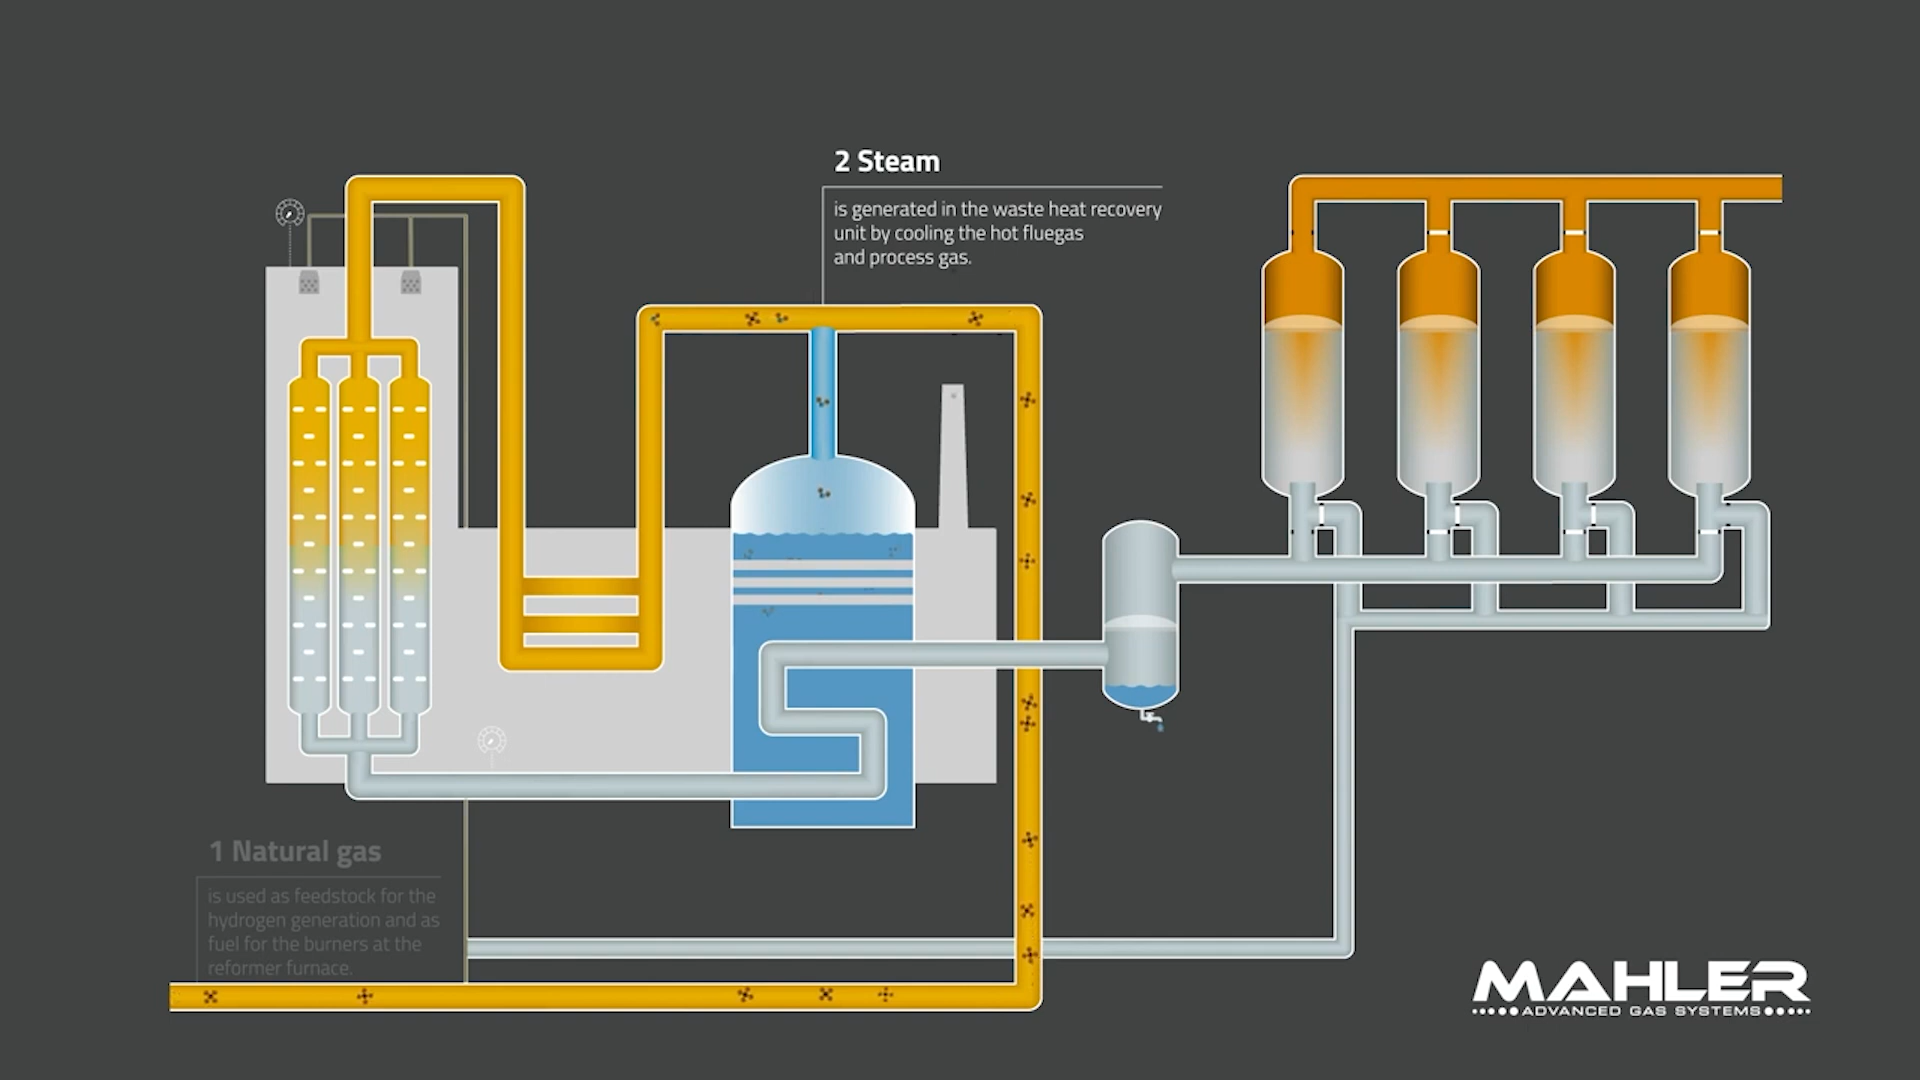 2 Steam
is generated in the waste heat recovery
unit by cooling the hot fluegas
and process gas.
1 Natural gas
is used as feedstock for the
hydrogen generation and as
fuel for the burners at the
reformer furnace.
MAHLER
ADVANCED GAS SYSTEMS